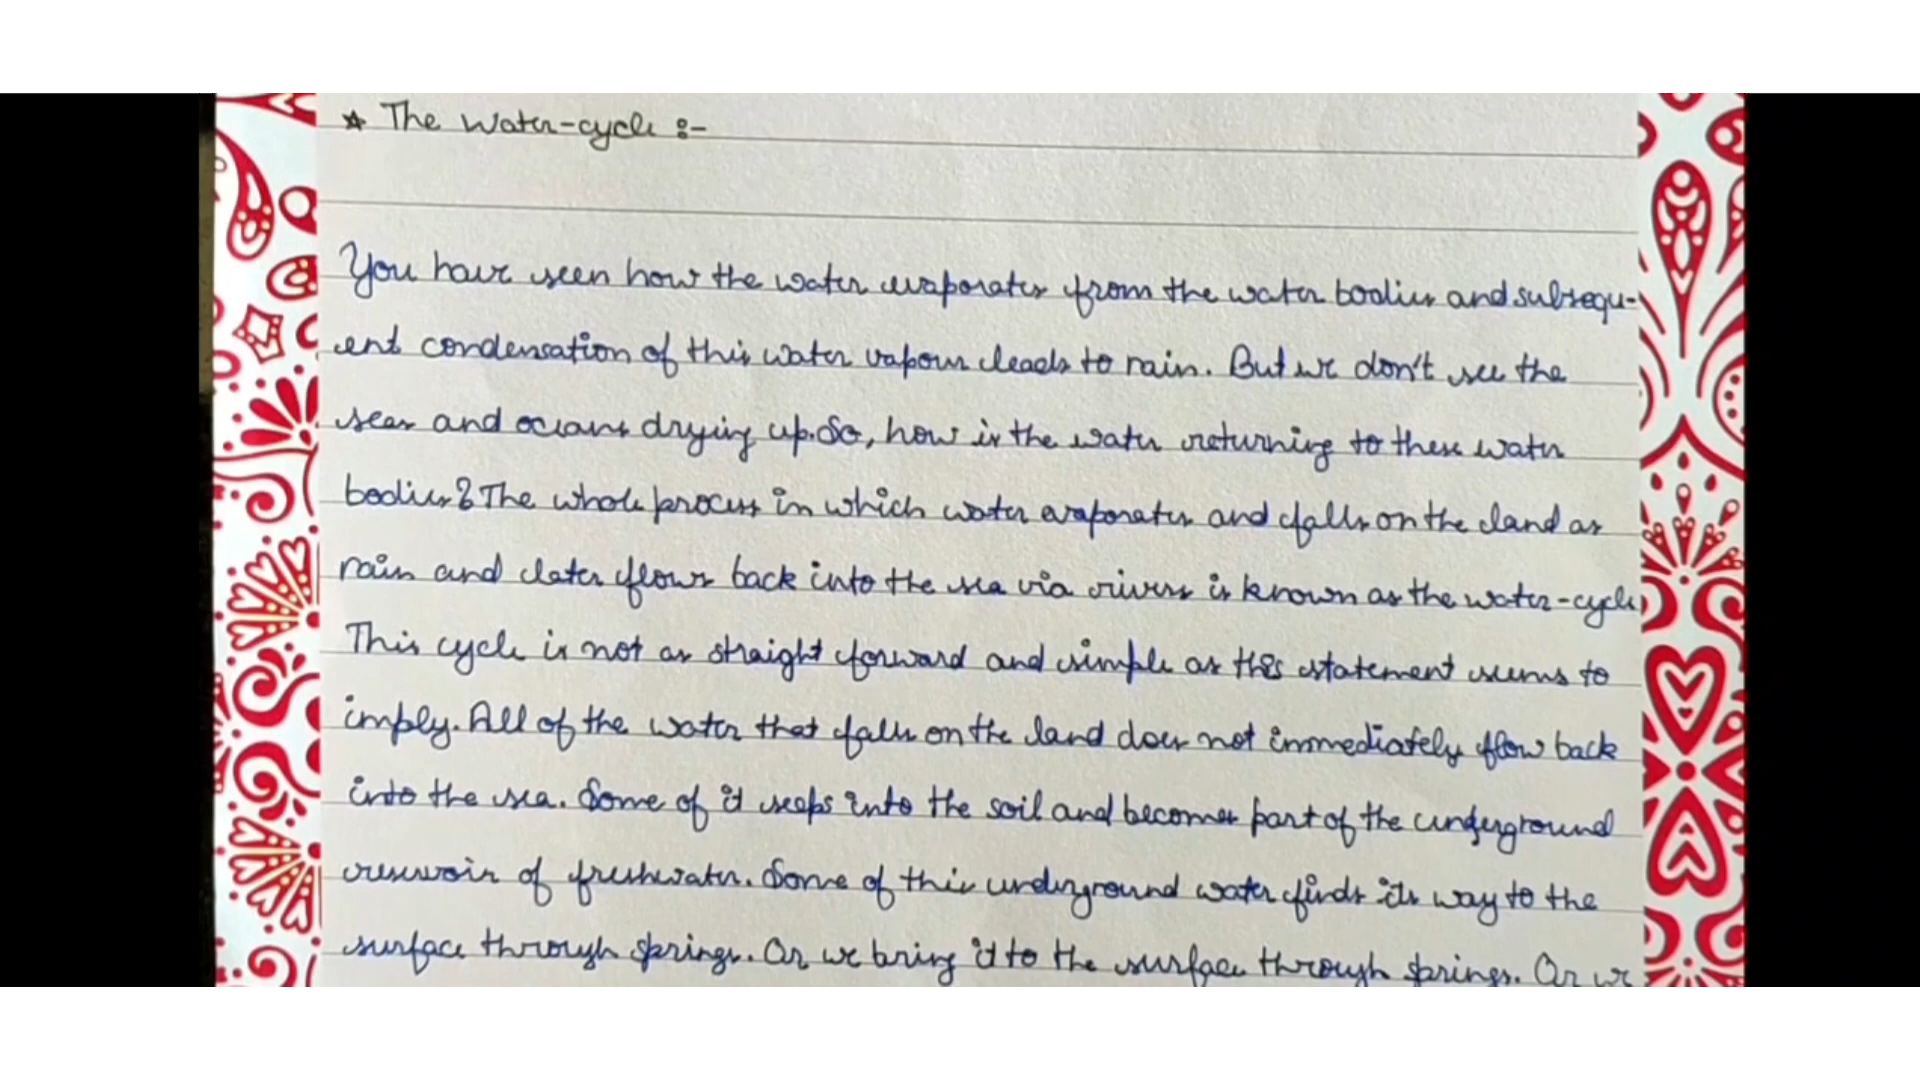 ☆ The Water-cycle :-
You have seen how the water evaporates from the water bodies and subsequ-
ent condensation of this water vapour leads to rain. But we don't see the
seas and oceans drying up. So, how is the water returning to these water
bodies? The whole process in which water evaporates and falls on the land as
rain and later flows back into the sea via rivers is known as the water-cycle
This cycle is not as straight forward and simple as this statement seems to
imply. All of the water that falls on the land does not immediately flow back
into the sea. Some of it seeps into the soil and becomes part of the underground
reservoir of freshwater. Some of this underground water finds its way to the
surface through springs. Or we bring it to the surface through springs. Or we